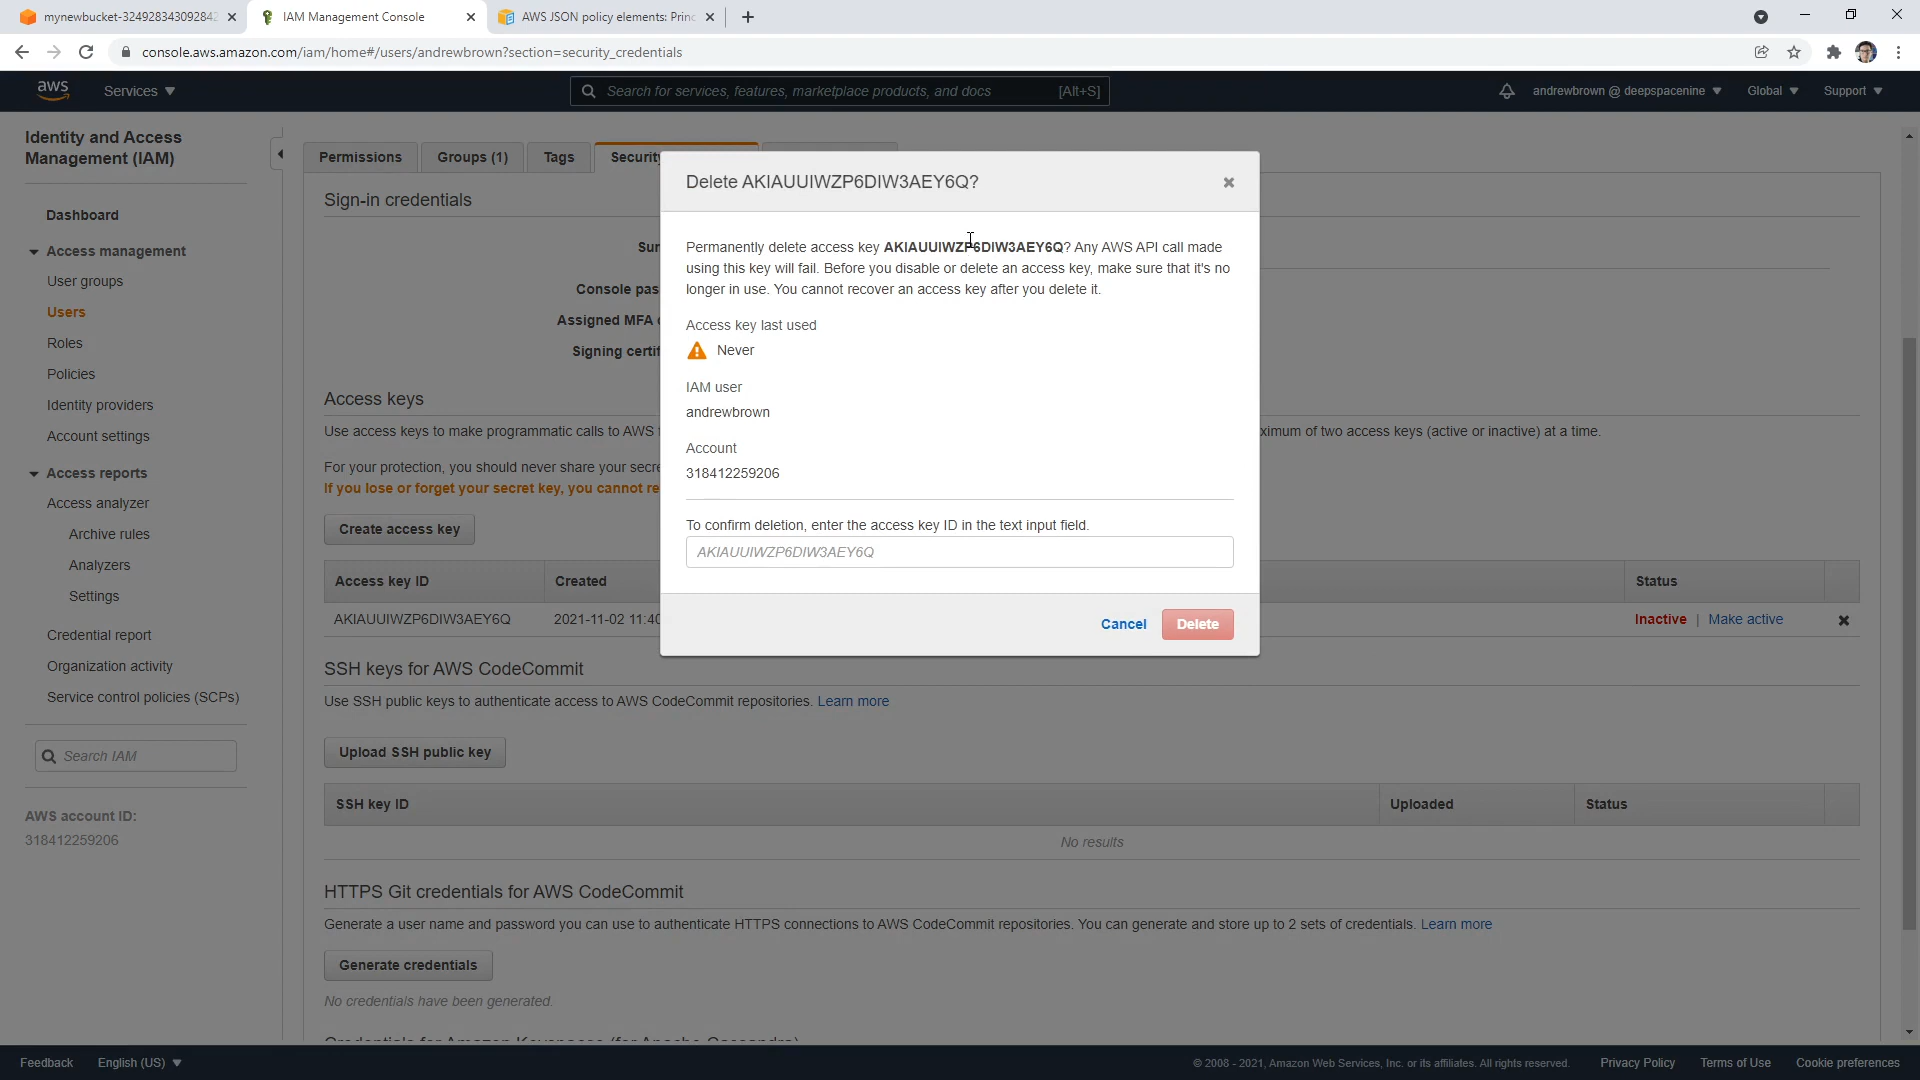 mynewbucket-3249283430928
IAM Management Console
AWS JSON policy elements: Princ
console.aws.amazon.com/iam/home#/users/andrewbrown?section=security_credentials
aws
Services
Search for services, features, marketplace products, and docs
[Alt+S]
andrewbrown @ deepspacenine
Global
Support
Identity and Access
Management (IAM)
Dashboard
Access management
User groups
Users
Roles
Policies
Identity providers
Account settings
Access reports
Access analyzer
Archive rules
Analyzers
Settings
Credential report
Organization activity
Service control policies (SCPs)
Search IAM
AWS account ID:
318412259206
Permissions
Groups (1)
Tags
Security
Sign-in credentials
Sur
Console pas
Assigned MFA
Signing certif
Access keys
Use access keys to make programmatic calls to AWS
ximum of two access keys (active or inactive) at a time.
For your protection, you should never share your secre
If you lose or forget your secret key, you cannot re
Create access key
Access key ID
Created
Status
AKIAUUIWZP6DIW3AEY6Q
2021-11-02 11:40
Inactive | Make active
SSH keys for AWS CodeCommit
Use SSH public keys to authenticate access to AWS CodeCommit repositories. Learn more
Upload SSH public key
SSH key ID
Uploaded
Status
No results
HTTPS Git credentials for AWS CodeCommit
Generate a user name and password you can use to authenticate HTTPS connections to AWS CodeCommit repositories. You can generate and store up to 2 sets of credentials. Learn more
Generate credentials
No credentials have been generated.
Delete AKIAUUIWZP6DIW3AEY6Q?
Permanently delete access key AKIAUUIWZP6DIW3AEY6Q? Any AWS API call made
using this key will fail. Before you disable or delete an access key, make sure that it's no
longer in use. You cannot recover an access key after you delete it.
Access key last used
Never
IAM user
andrewbrown
Account
318412259206
To confirm deletion, enter the access key ID in the text input field.
AKIAUUIWZP6DIW3AEY6Q
Cancel
Delete
Feedback
English (US)
© 2008 - 2021, Amazon Web Services, Inc. or its affiliates. All rights reserved.
Privacy Policy
Terms of Use
Cookie preferences